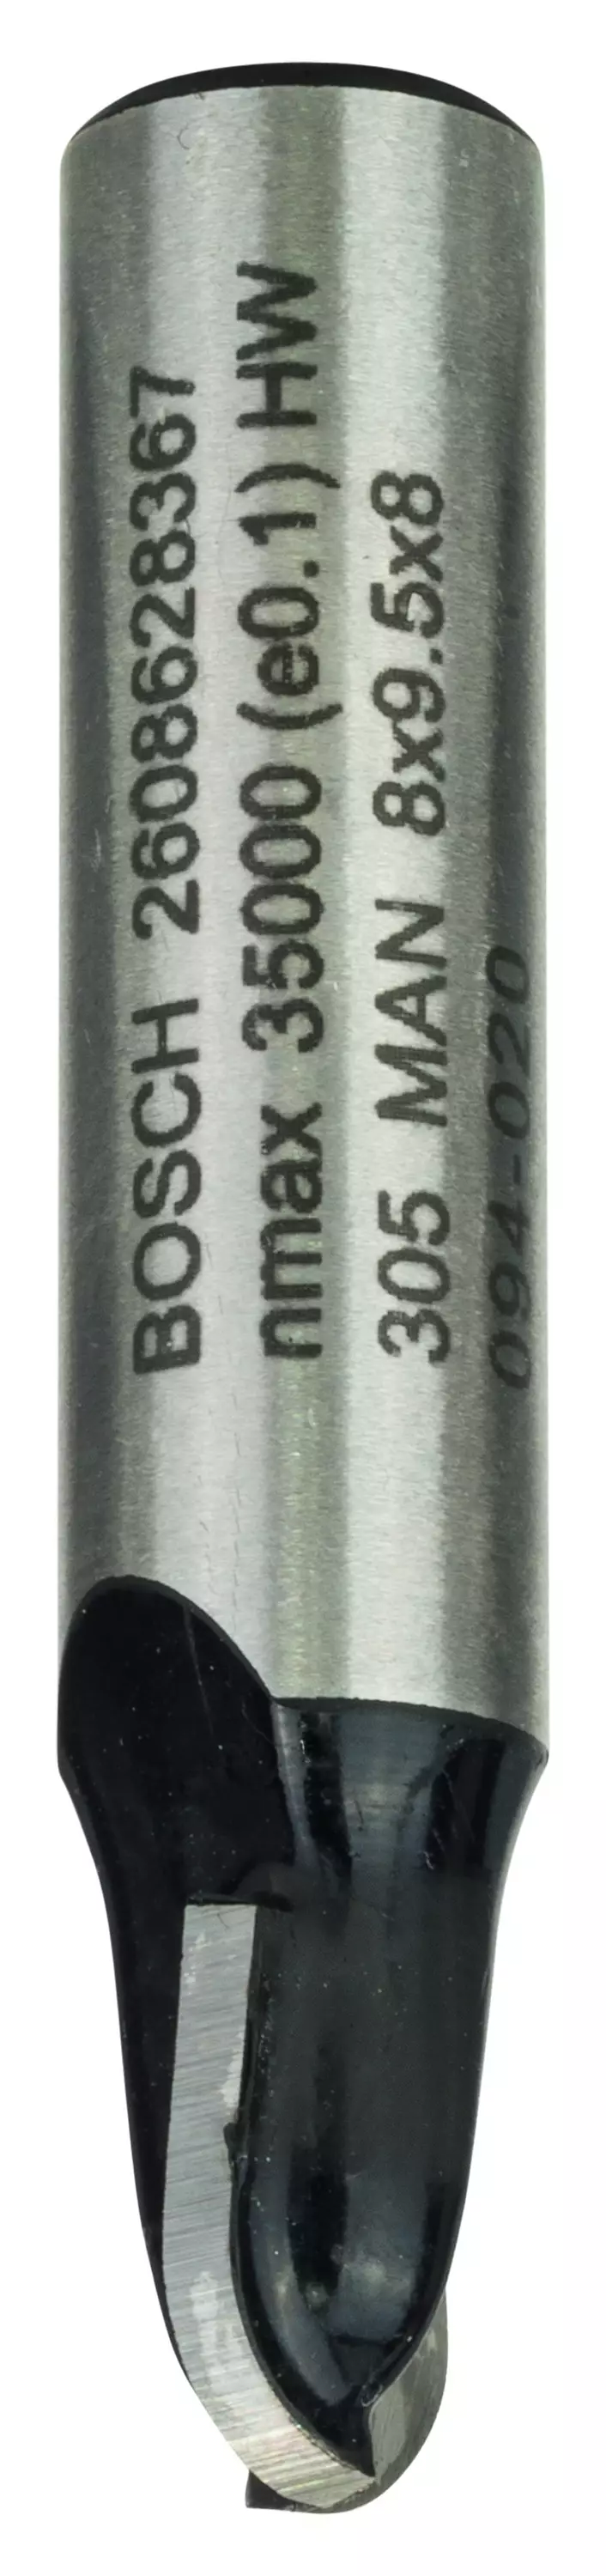 BOSCH 2608628367
nmax 35000 (e0.1) HW
305 MAN 8x9.5x8
094-020